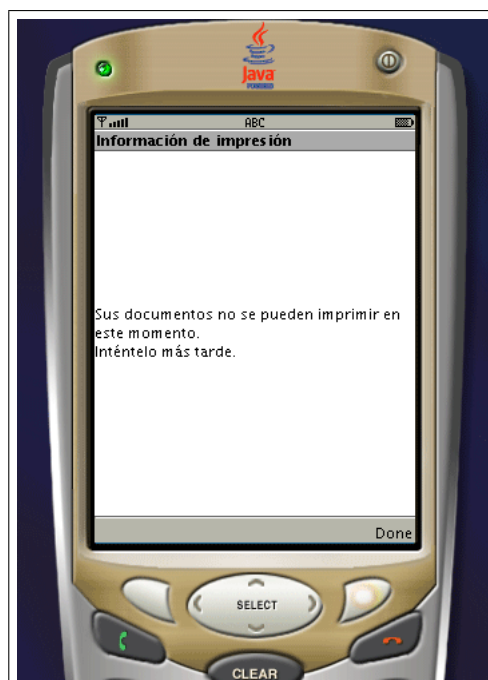 Java
POWERED
ABC
Información de impresión
Sus documentos no se pueden imprimir en
este momento.
Inténtelo más tarde.
Done
SELECT
CLEAR